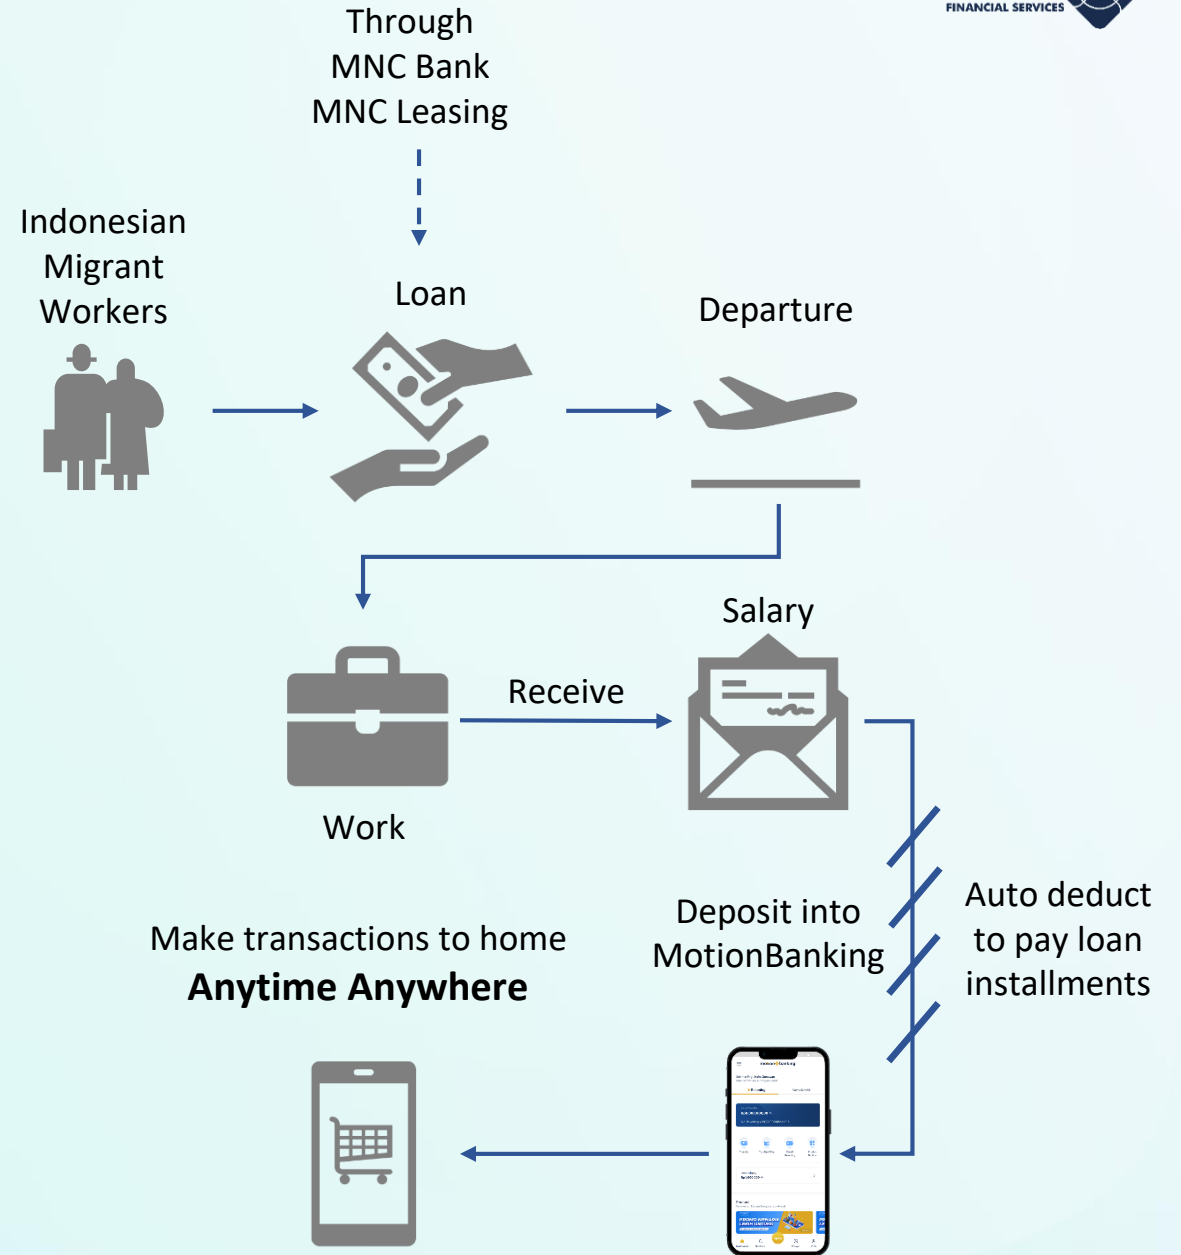 FINANCIAL SERVICES
Through
MNC Bank
MNC Leasing
Indonesian
Migrant
Workers
Loan
Departure
Salary
Receive
Work
Deposit into
MotionBanking
Auto deduct
to pay loan
installments
Make transactions to home
Anytime Anywhere